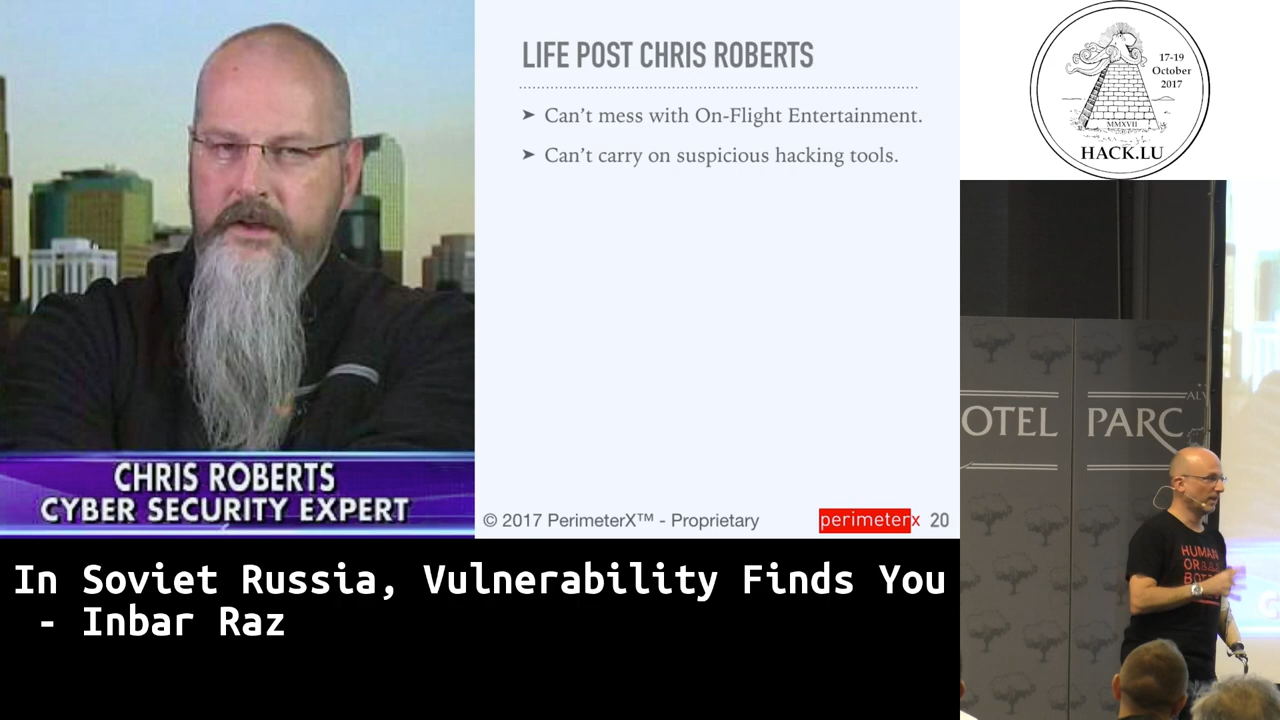 LIFE POST CHRIS ROBERTS
➤ Can't mess with On-Flight Entertainment.
➤ Can't carry on suspicious hacking tools.
CHRIS ROBERTS
CYBER SECURITY EXPERT
© 2017 PerimeterX™ - Proprietary
perimeterx 20
17-19
October
2017
MMXVII
HACK.LU
OTEL PARC
HUMAN
OR
In Soviet Russia, Vulnerability Finds You
- Inbar Raz